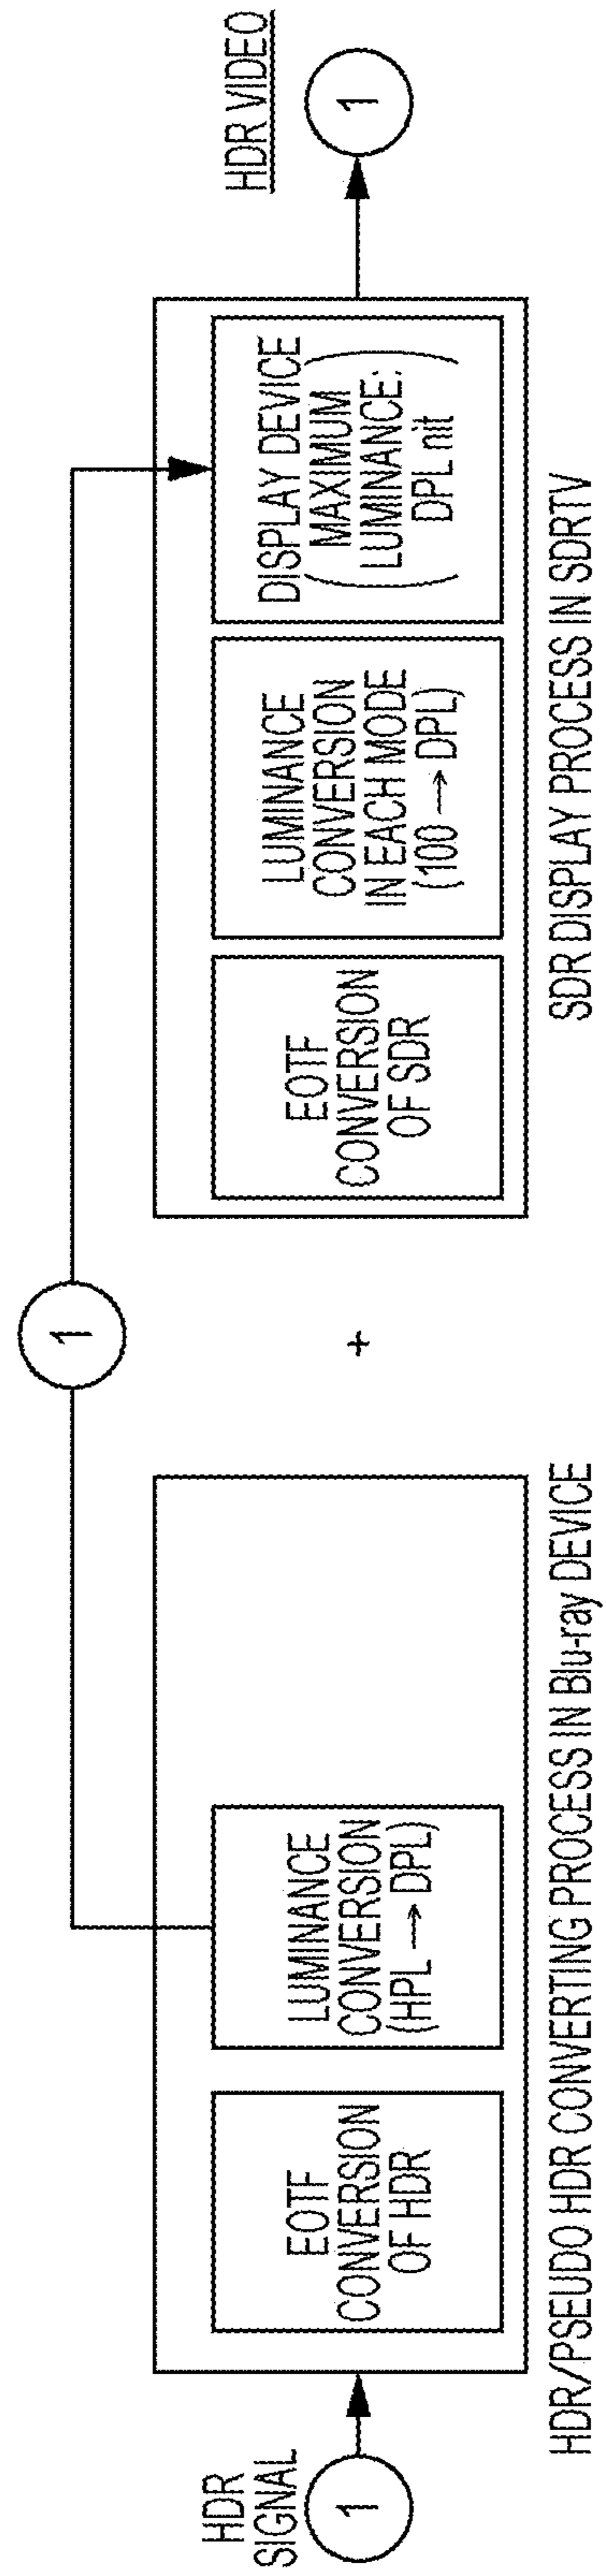 HDR
SIGNAL
1
EOTF
CONVERSION
OF HDR
LUMINANCE
CONVERSION
(HPL → DPL)
HDR/PSEUDO HDR CONVERTING PROCESS IN Blu-ray DEVICE
1
+
EOTF
CONVERSION
OF SDR
LUMINANCE
CONVERSION
IN EACH MODE
(100 → DPL)
DISPLAY DEVICE
(MAXIMUM
LUMINANCE:
DPL nit)
SDR DISPLAY PROCESS IN SDRTV
HDR VIDEO
1